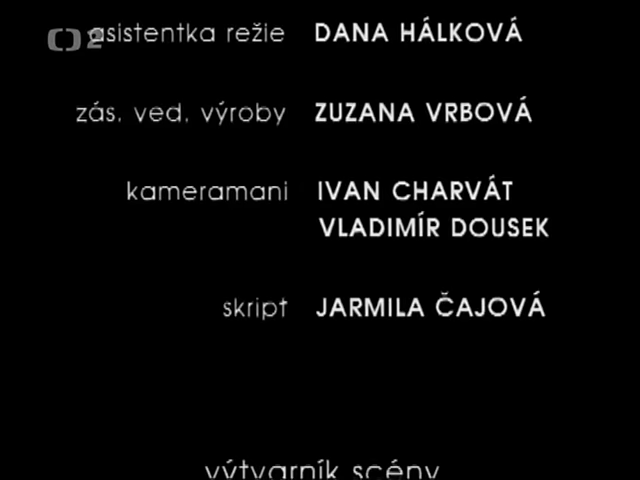 asistentka režie DANA HÁLKOVÁ
2
zás. ved. výroby ZUZANA VRBOVÁ
kameramani IVAN CHARVÁT
VLADIMÍR DOUSEK
skript JARMILA ČAJOVÁ
výtvarník scény